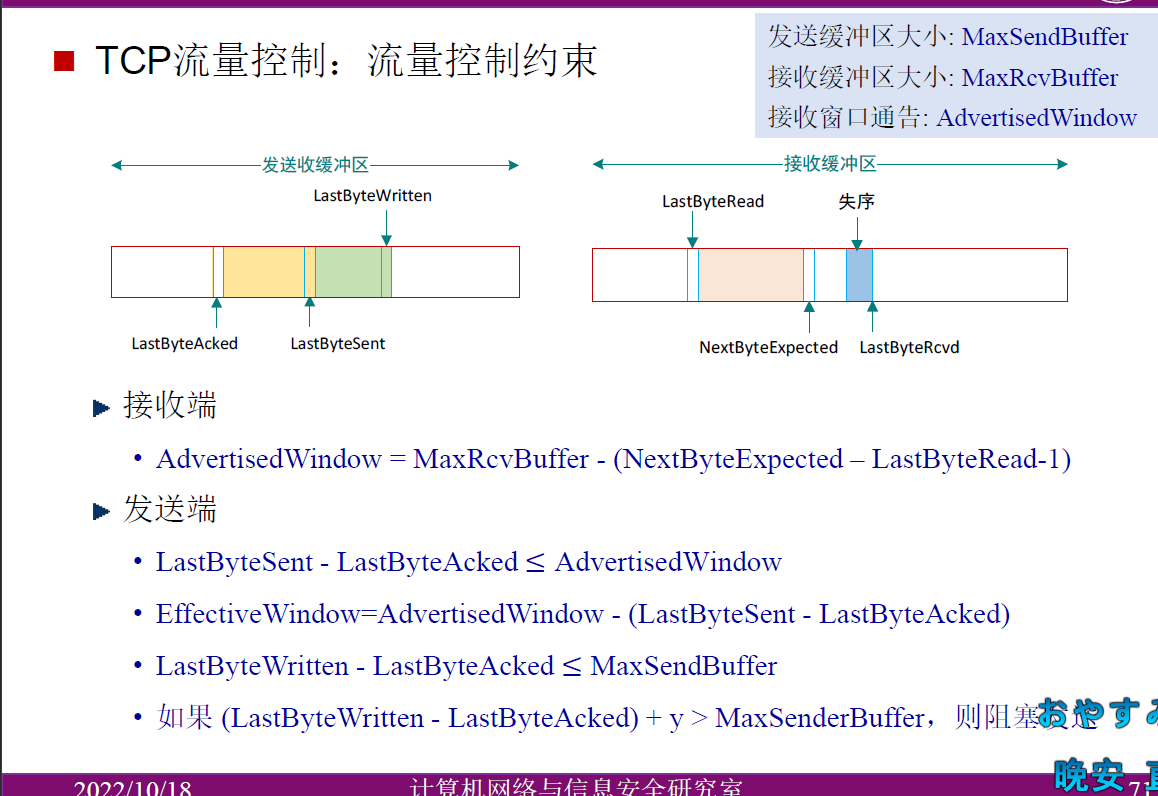 TCP流量控制：流量控制约束
发送缓冲区大小: MaxSendBuffer
接收缓冲区大小: MaxRcvBuffer
接收窗口通告: AdvertisedWindow
发送收缓冲区
LastByteWritten
LastByteAcked
LastByteSent
接收缓冲区
LastByteRead
失序
NextByteExpected
LastByteRcvd
接收端
• AdvertisedWindow = MaxRcvBuffer - (NextByteExpected – LastByteRead-1)
发送端
• LastByteSent - LastByteAcked ≤ AdvertisedWindow
• EffectiveWindow=AdvertisedWindow - (LastByteSent - LastByteAcked)
• LastByteWritten - LastByteAcked ≤ MaxSendBuffer
• 如果 (LastByteWritten - LastByteAcked) + y > MaxSenderBuffer，则阻塞发送
おやすみ
晚安
2022/10/18
计算机网络与信息安全研究室